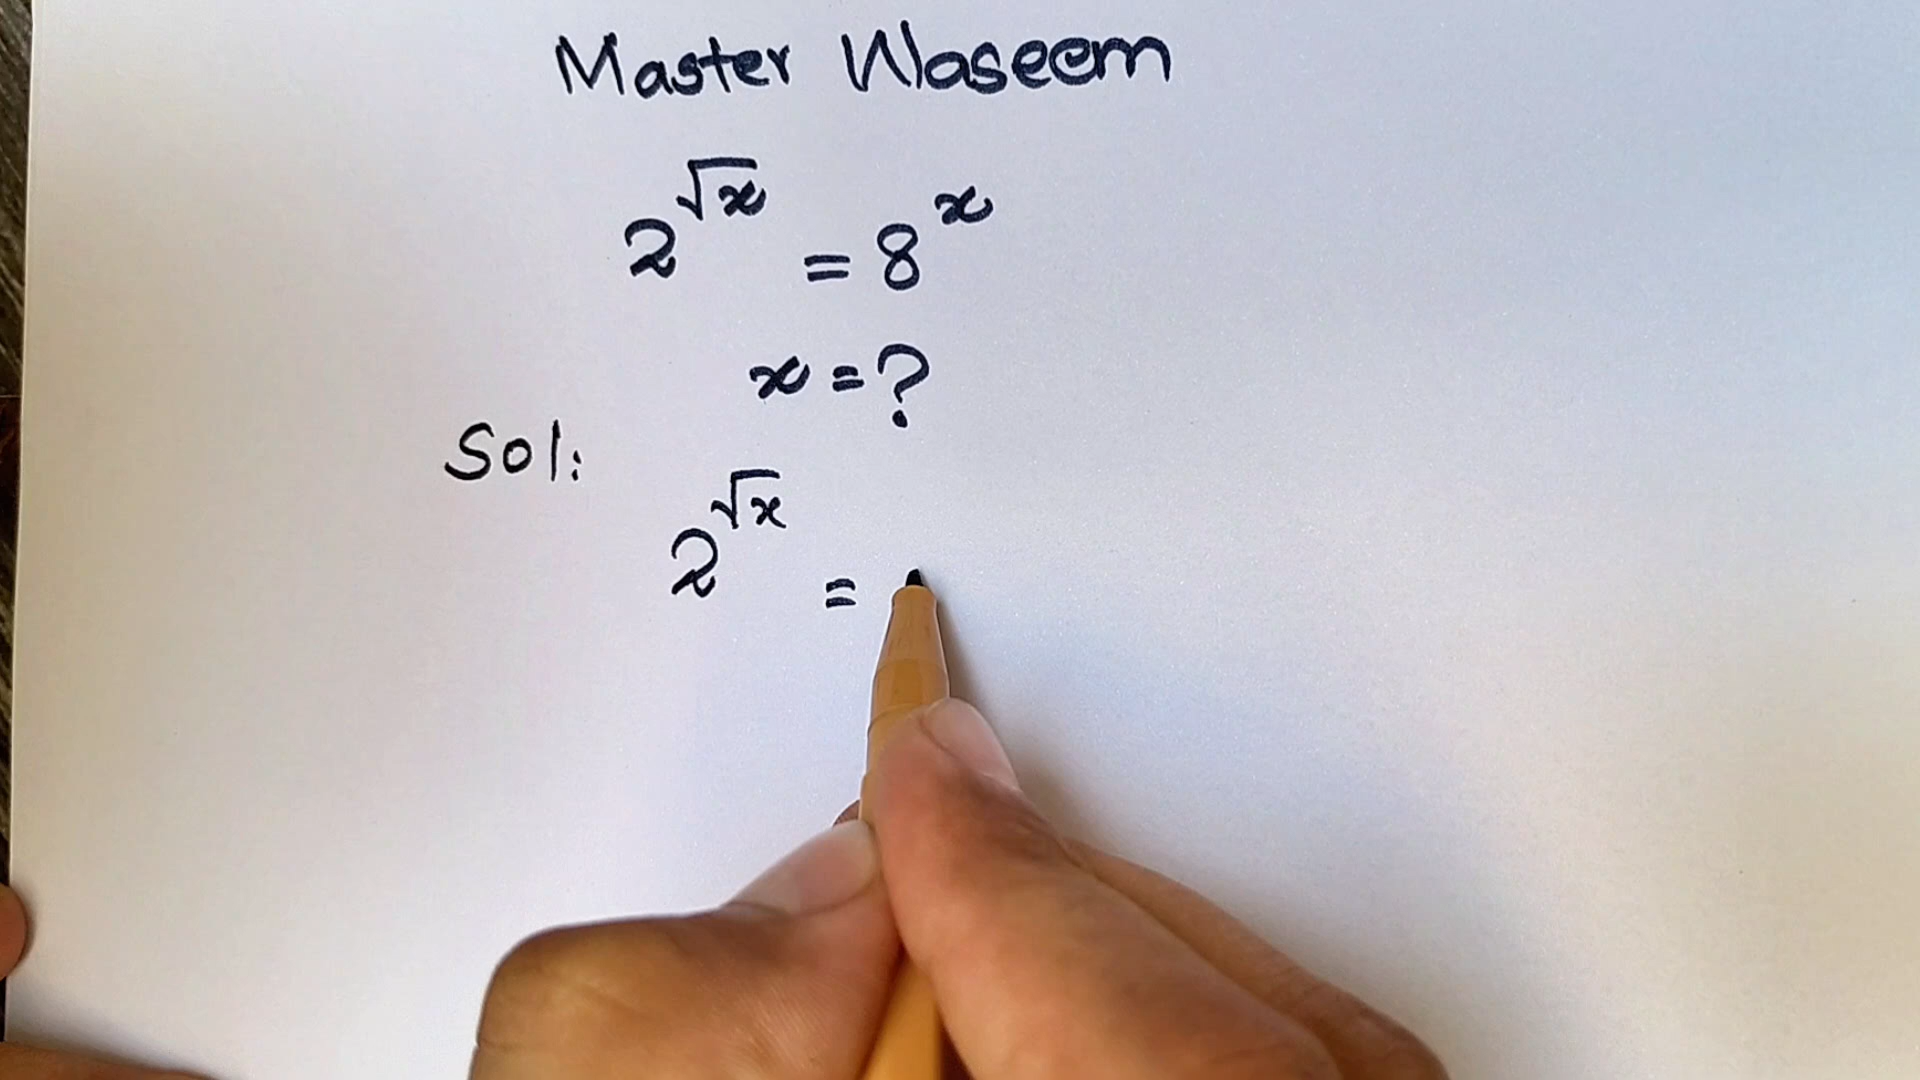 Master Waseem
2^√x = 8^x
x = ?
Sol:
2^√x =